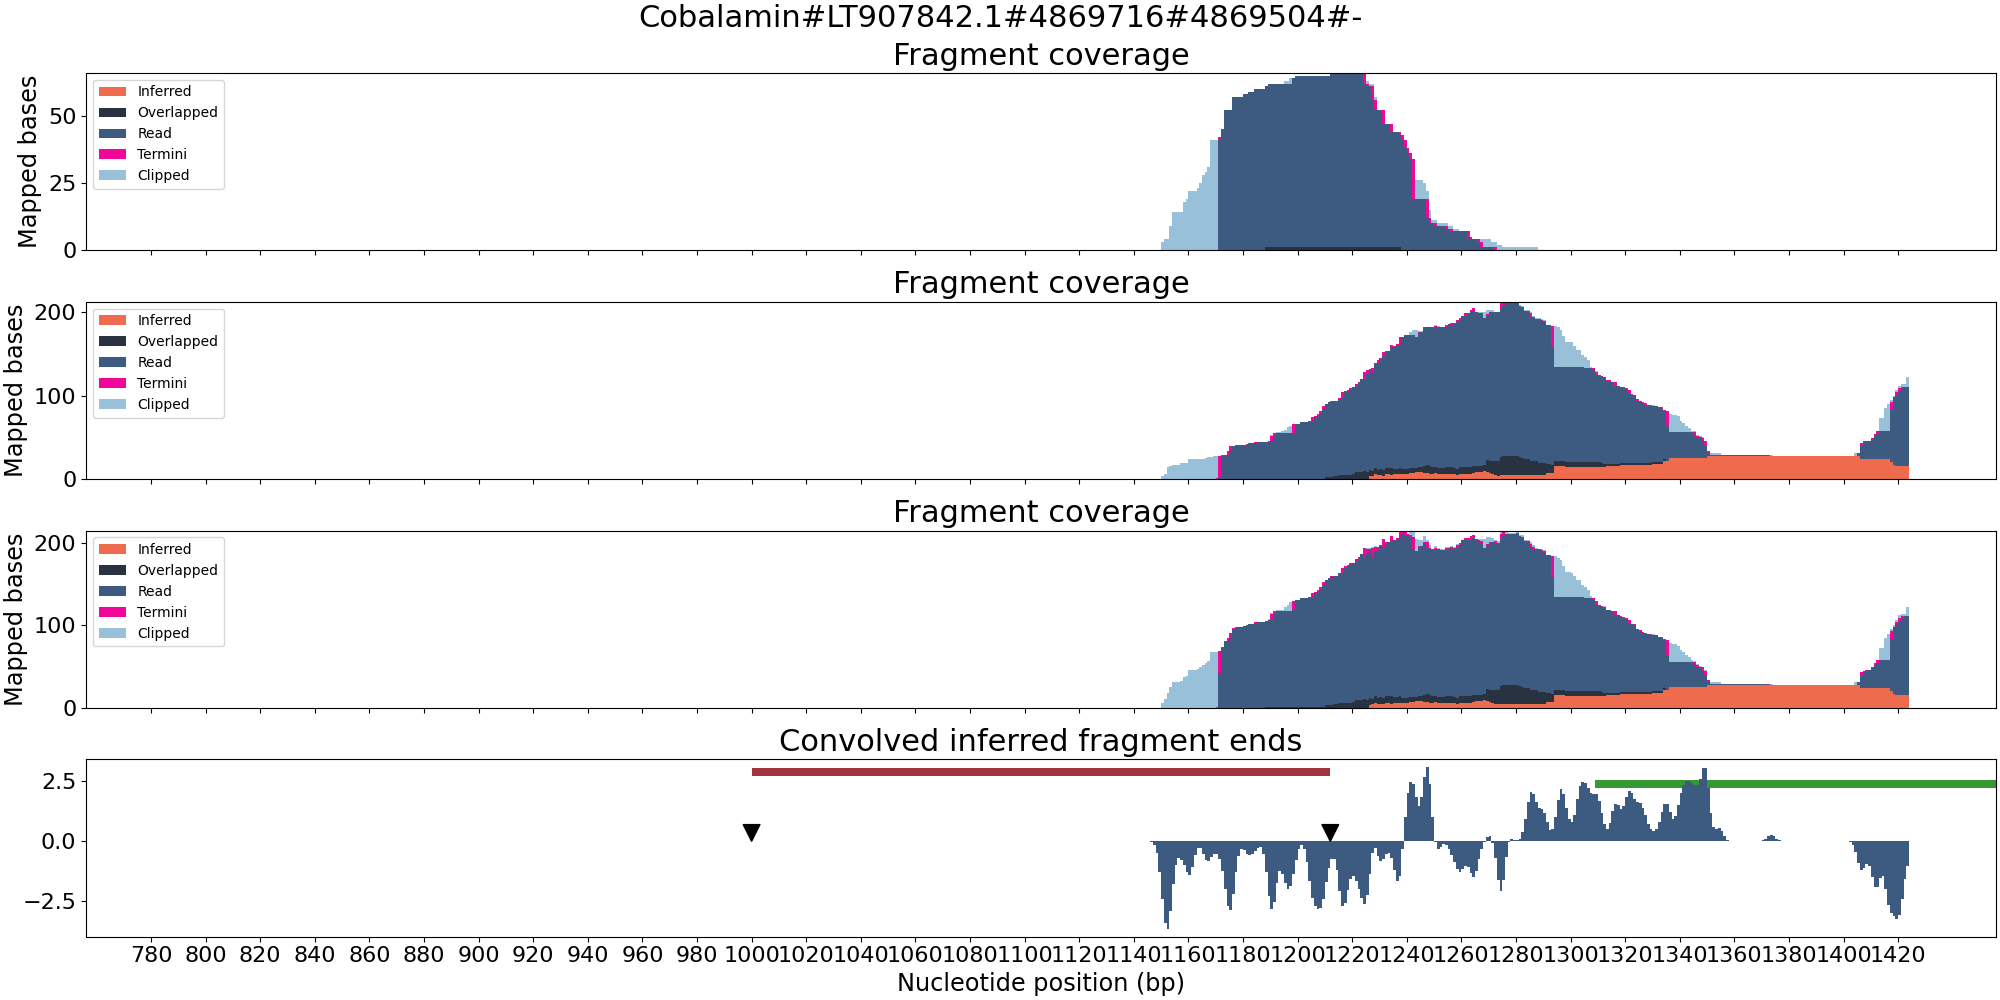 Cobalamin#LT907842.1#4869716#4869504#-
Fragment coverage
Mapped bases
50
25
0
Inferred
Overlapped
Read
Termini
Clipped
Fragment coverage
Mapped bases
200
100
0
Inferred
Overlapped
Read
Termini
Clipped
Fragment coverage
Mapped bases
200
100
0
Inferred
Overlapped
Read
Termini
Clipped
Convolved inferred fragment ends
2.5
0.0
−2.5
780 800 820 840 860 880 900 920 940 960 980 1000 1020 1040 1060 1080 1100 1120 1140 1160 1180 1200 1220 1240 1260 1280 1300 1320 1340 1360 1380 1400 1420
Nucleotide position (bp)